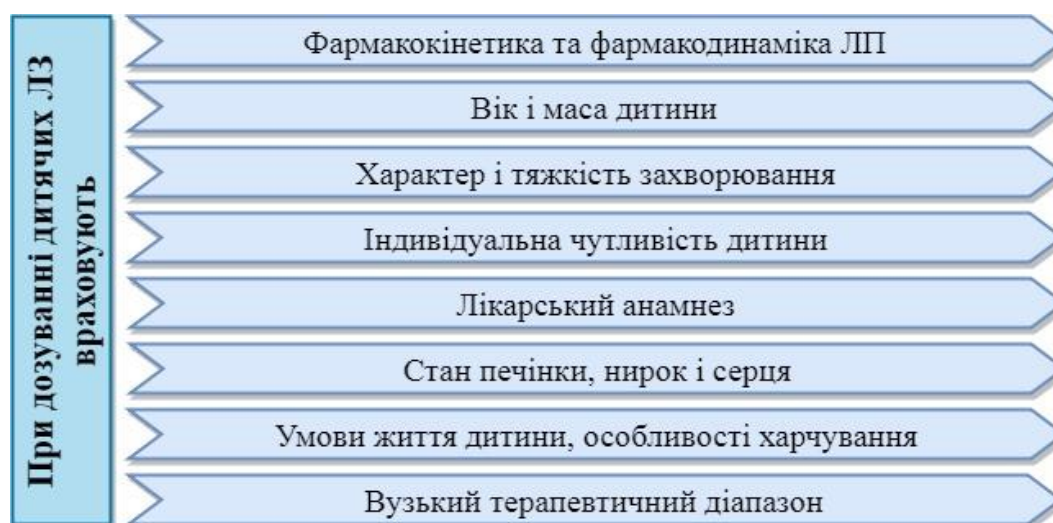 При дозуванні дитячих ЛЗ
враховують
Фармакокінетика та фармакодинаміка ЛП
Вік і маса дитини
Характер і тяжкість захворювання
Індивідуальна чутливість дитини
Лікарський анамнез
Стан печінки, нирок і серця
Умови життя дитини, особливості харчування
Вузький терапевтичний діапазон